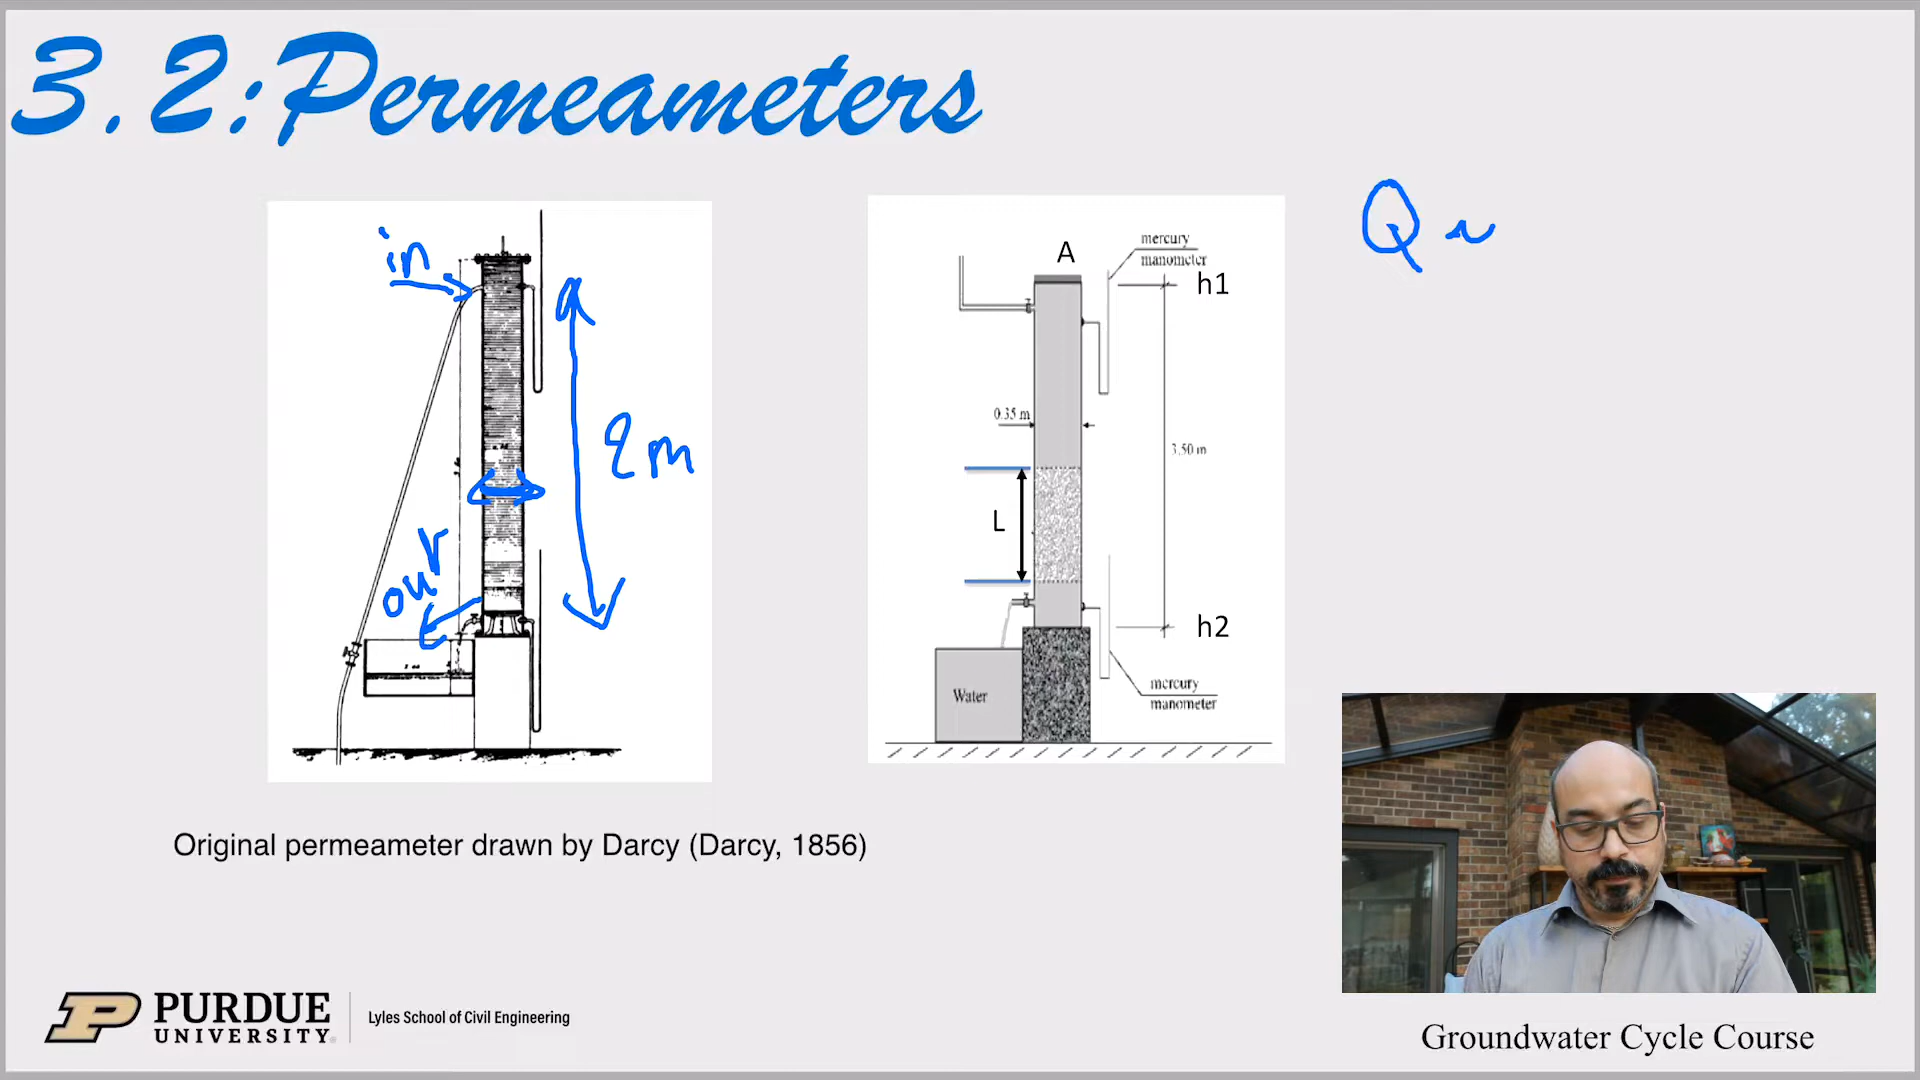 3.2: Permeameters
in
2m
out
Q ~
A
mercury
manometer
h1
0.35 m
3.50 m
L
h2
Water
mercury
manometer
Original permeameter drawn by Darcy (Darcy, 1856)
PURDUE
UNIVERSITY
Lyles School of Civil Engineering
Groundwater Cycle Course